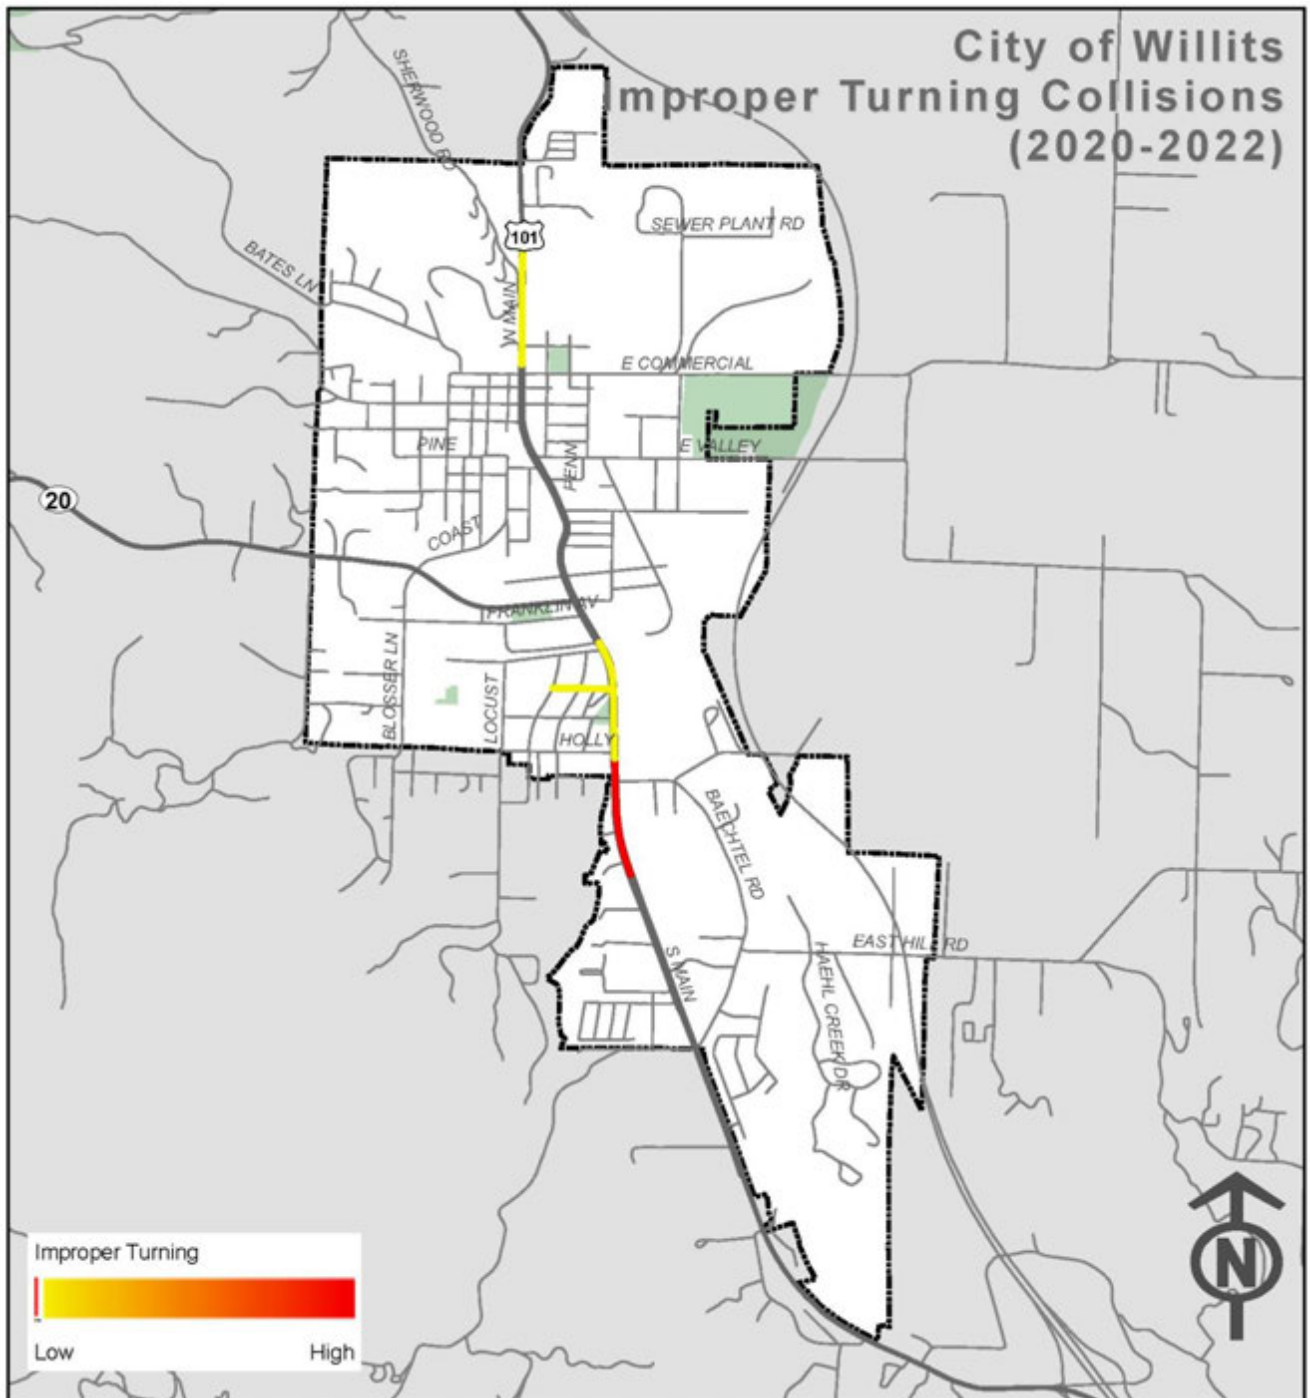 City of Willits
Improper Turning Collisions
(2020-2022)
SHERWOOD RD
101
SEWER PLANT RD
BATES LN
N MAIN
E COMMERCIAL
PINE
PENN
E VALLEY
20
COAST
FRANKLIN AV
BLOSSER LN
LOCUST
HOLLY
BAECHTEL RD
S MAIN
EAST HILL RD
HAEHL CREEK DR
Improper Turning
Low High
N